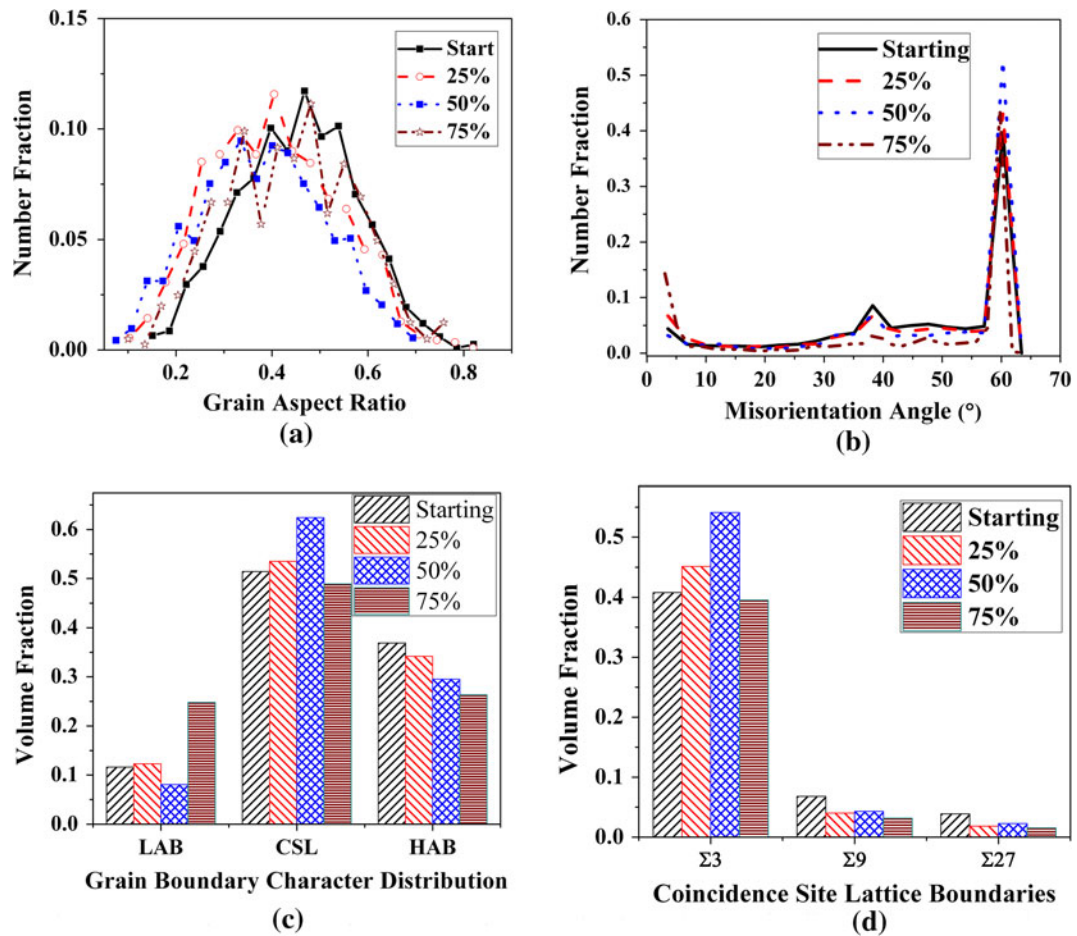 0.15
0.10
0.05
0.00
Number Fraction
Start
25%
50%
75%
0.2
0.4
0.6
0.8
Grain Aspect Ratio
(a)
0.6
0.5
0.4
0.3
0.2
0.1
0.0
Number Fraction
Starting
25%
50%
75%
0
10
20
30
40
50
60
70
Misorientation Angle (°)
(b)
0.6
0.5
0.4
0.3
0.2
0.1
0.0
Volume Fraction
Starting
25%
50%
75%
LAB
CSL
HAB
Grain Boundary Character Distribution
(c)
0.5
0.4
0.3
0.2
0.1
0.0
Volume Fraction
Starting
25%
50%
75%
Σ3
Σ9
Σ27
Coincidence Site Lattice Boundaries
(d)